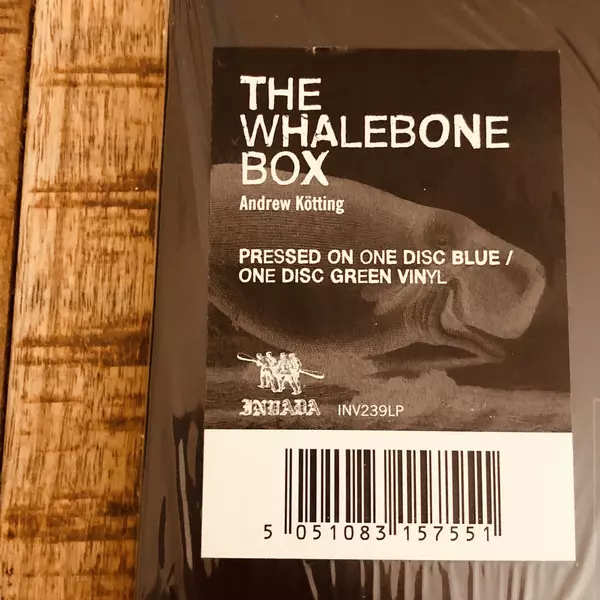 THE
WHALEBONE
BOX
Andrew Kötting
PRESSED ON ONE DISC BLUE /
ONE DISC GREEN VINYL
INVADA INV239LP
5 051083 157551